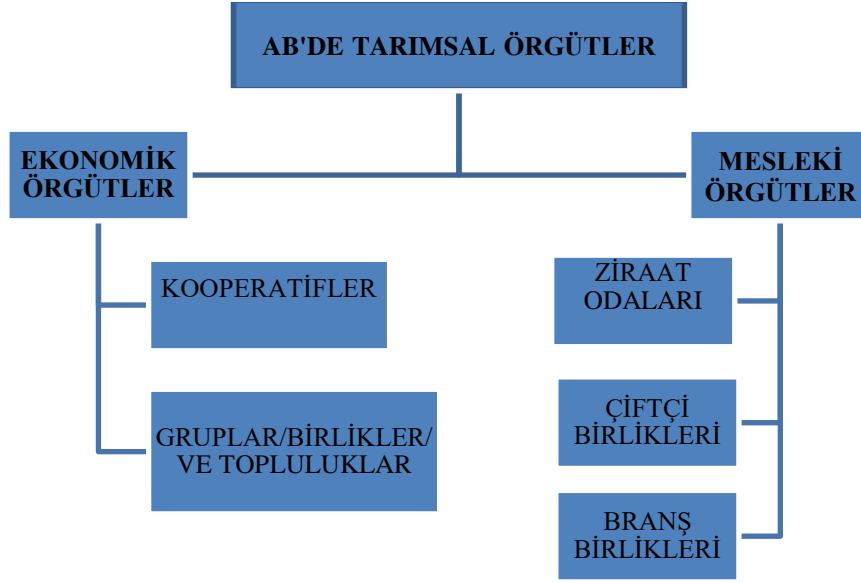 AB'DE TARIMSAL ÖRGÜTLER
EKONOMİK
ÖRGÜTLER
KOOPERATİFLER
GRUPLAR/BİRLİKLER/
VE TOPLULUKLAR
MESLEKİ
ÖRGÜTLER
ZİRAAT
ODALARI
ÇİFTÇİ
BİRLİKLERİ
BRANŞ
BİRLİKLERİ